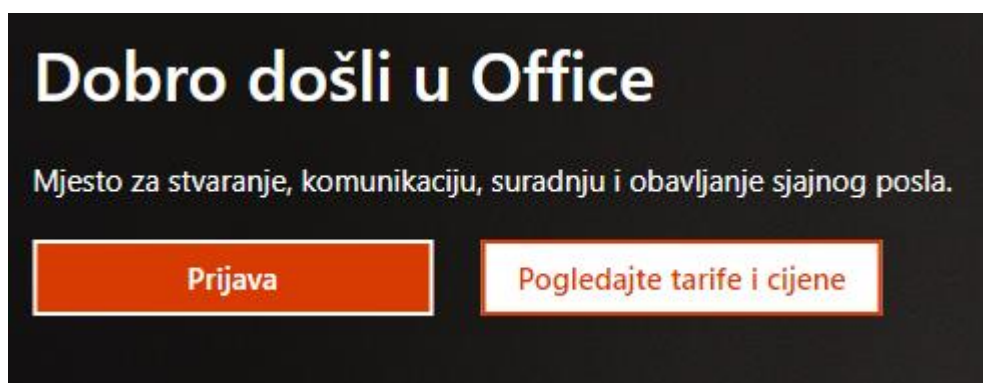 Dobro došli u Office
Mjesto za stvaranje, komunikaciju, suradnju i obavljanje sjajnog posla.
Prijava
Pogledajte tarife i cijene